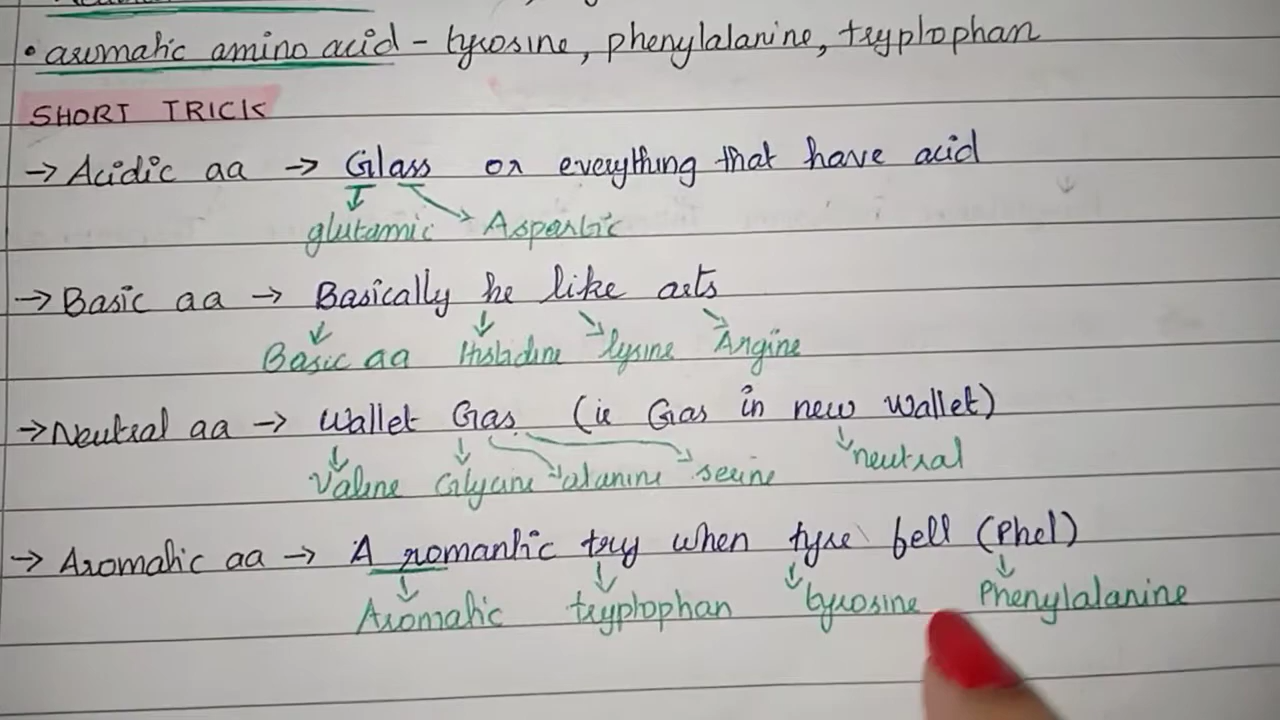 • aromatic amino acid - tyrosine, phenylalanine, tryptophan
SHORT TRICK
→ Acidic aa → Glass or everything that have acid
glutamic Aspartic
→ Basic aa → Basically he like arts
Basic aa Histidine lysine Argine
→ Neutral aa → Wallet Gas (ie Gas in new wallet)
Valine Glycine alanine serine neutral
→ Aromatic aa → A romantic try when tyre fell (Phel)
Aromatic tryptophan tyrosine Phenylalanine